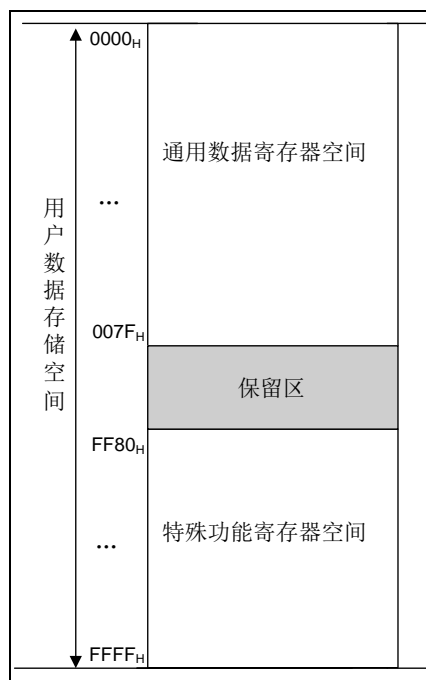 0000H
通用数据寄存器空间
...
用户数据存储空间
007FH
保留区
FF80H
特殊功能寄存器空间
...
FFFFH